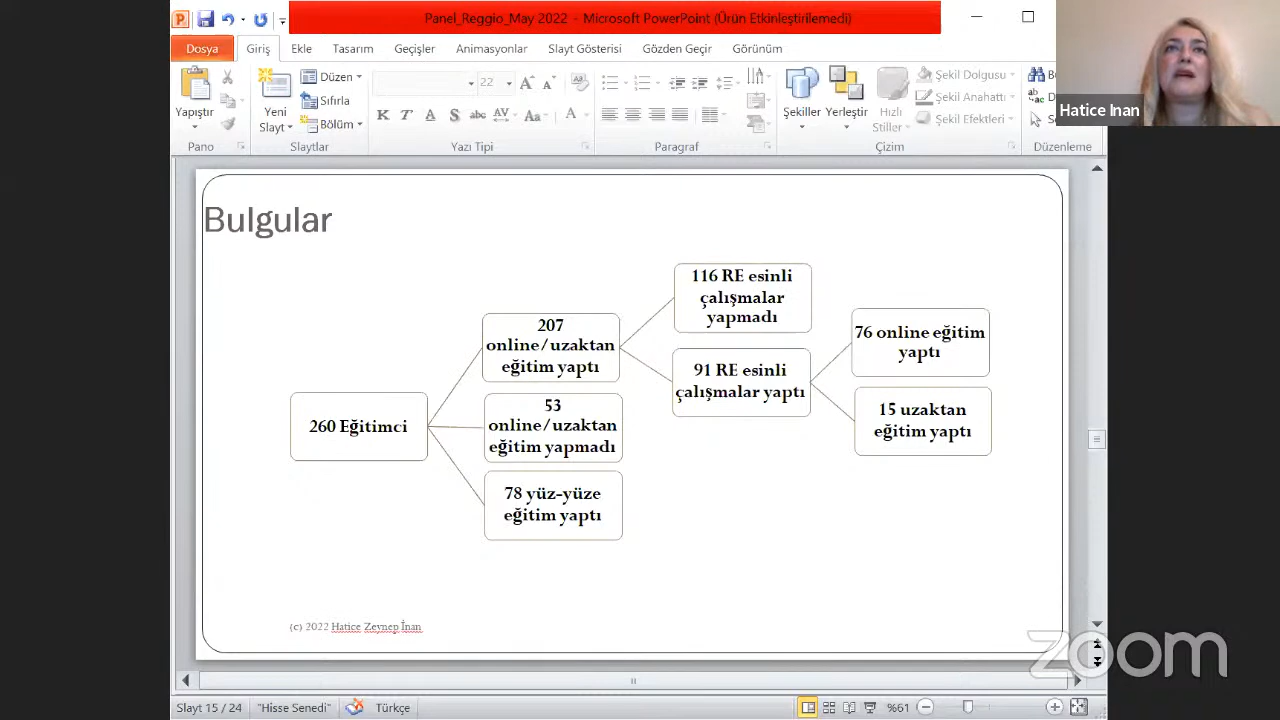 Panel_Reggio_May 2022 - Microsoft PowerPoint (Ürün Etkinleştirilemedi)
Dosya Giriş Ekle Tasarım Geçişler Animasyonlar Slayt Gösterisi Gözden Geçir Görünüm
Yapıştır
Pano
Yeni
Slayt
Düzen
Sıfırla
Bölüm
Slaytlar
22
K T A S abc AV Aa A
Yazı Tipi
Paragraf
Şekiller
Yerleştir
Hızlı
Stiller
Şekil Dolgusu
Şekil Anahattı
Şekil Efektleri
Çizim
Düzenleme
Hatice Inan
Bulgular
260 Eğitimci
207
online/uzaktan
eğitim yaptı
53
online/uzaktan
eğitim yapmadı
78 yüz-yüze
eğitim yaptı
116 RE esinli
çalışmalar
yapmadı
91 RE esinli
çalışmalar yaptı
76 online eğitim
yaptı
15 uzaktan
eğitim yaptı
(c) 2022 Hatice Zeynep İnan
zoom
Slayt 15 / 24 "Hisse Senedi" Türkçe %61